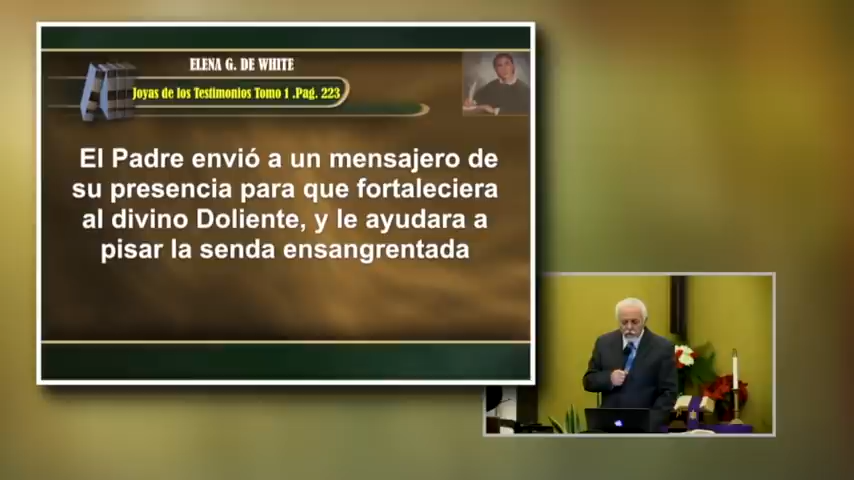 ELENA G. DE WHITE
Joyas de los Testimonios Tomo 1 .Pag. 223
El Padre envió a un mensajero de
su presencia para que fortaleciera
al divino Doliente, y le ayudara a
pisar la senda ensangrentada